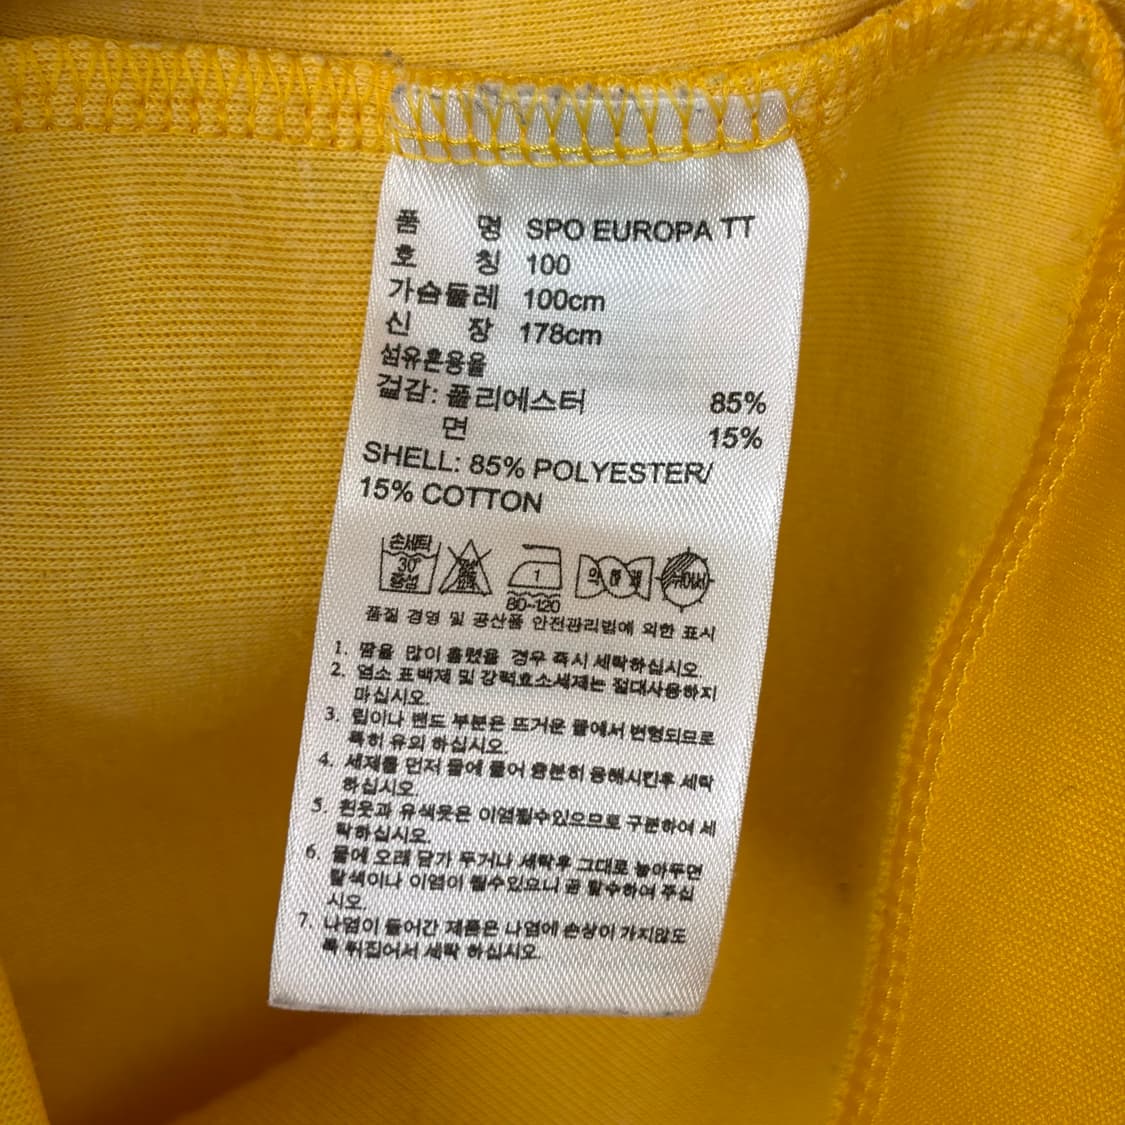 품 명 SPO EUROPA TT
호 칭 100
가슴둘레 100cm
신 장 178cm
섬유혼용율
겉감: 폴리에스터 85%
면 15%
SHELL: 85% POLYESTER/
15% COTTON
손세탁
30°
중성
1
80~120
약하게
뉘어서
품질 경영 및 공산품 안전관리법에 의한 표시
1. 땀을 많이 흘렸을 경우 즉시 세탁하십시오.
2. 염소 표백제 및 강력효소세제는 절대사용하지
마십시오.
3. 립이나 밴드 부분은 뜨거운 물에서 변형되므로
특히 유의 하십시오.
4. 세제를 먼저 물에 풀어 충분히 용해시킨후 세탁
하십시오
5. 흰옷과 유색옷은 이염될수있으므로 구분하여 세
탁하십시오.
6. 물에 오래 담가 두거나 세탁후 그대로 놓아두면
탈색이나 이염이 될수있으니 곧 탈수하여 주십
시오.
7. 나염이 들어간 제품은 나염에 손상이 가지않도
록 뒤집어서 세탁 하십시오.